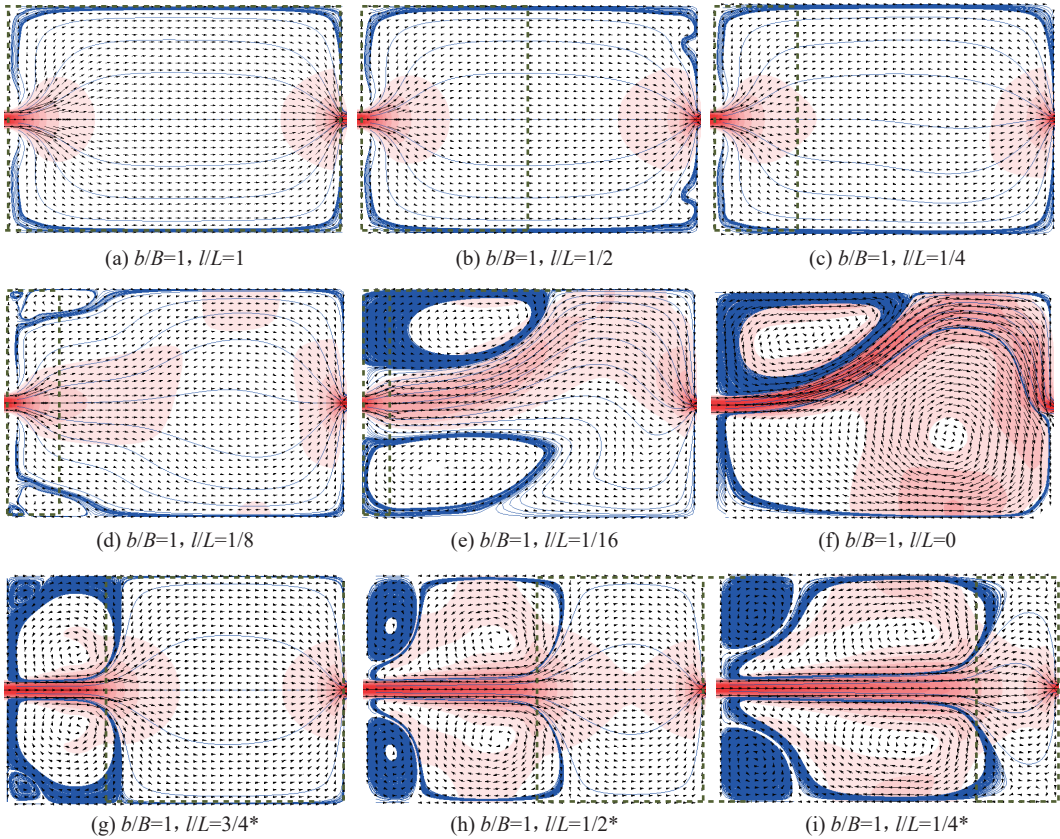 (a) b/B=1, l/L=1
(b) b/B=1, l/L=1/2
(c) b/B=1, l/L=1/4
(d) b/B=1, l/L=1/8
(e) b/B=1, l/L=1/16
(f) b/B=1, l/L=0
(g) b/B=1, l/L=3/4*
(h) b/B=1, l/L=1/2*
(i) b/B=1, l/L=1/4*